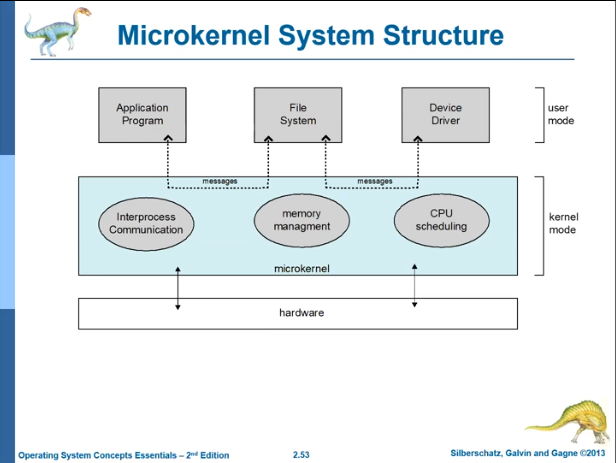 Microkernel System Structure
Application
Program
File
System
Device
Driver
user
mode
messages
messages
Interprocess
Communication
memory
managment
CPU
scheduling
kernel
mode
microkernel
hardware
Operating System Concepts Essentials – 2nd Edition
2.53
Silberschatz, Galvin and Gagne ©2013